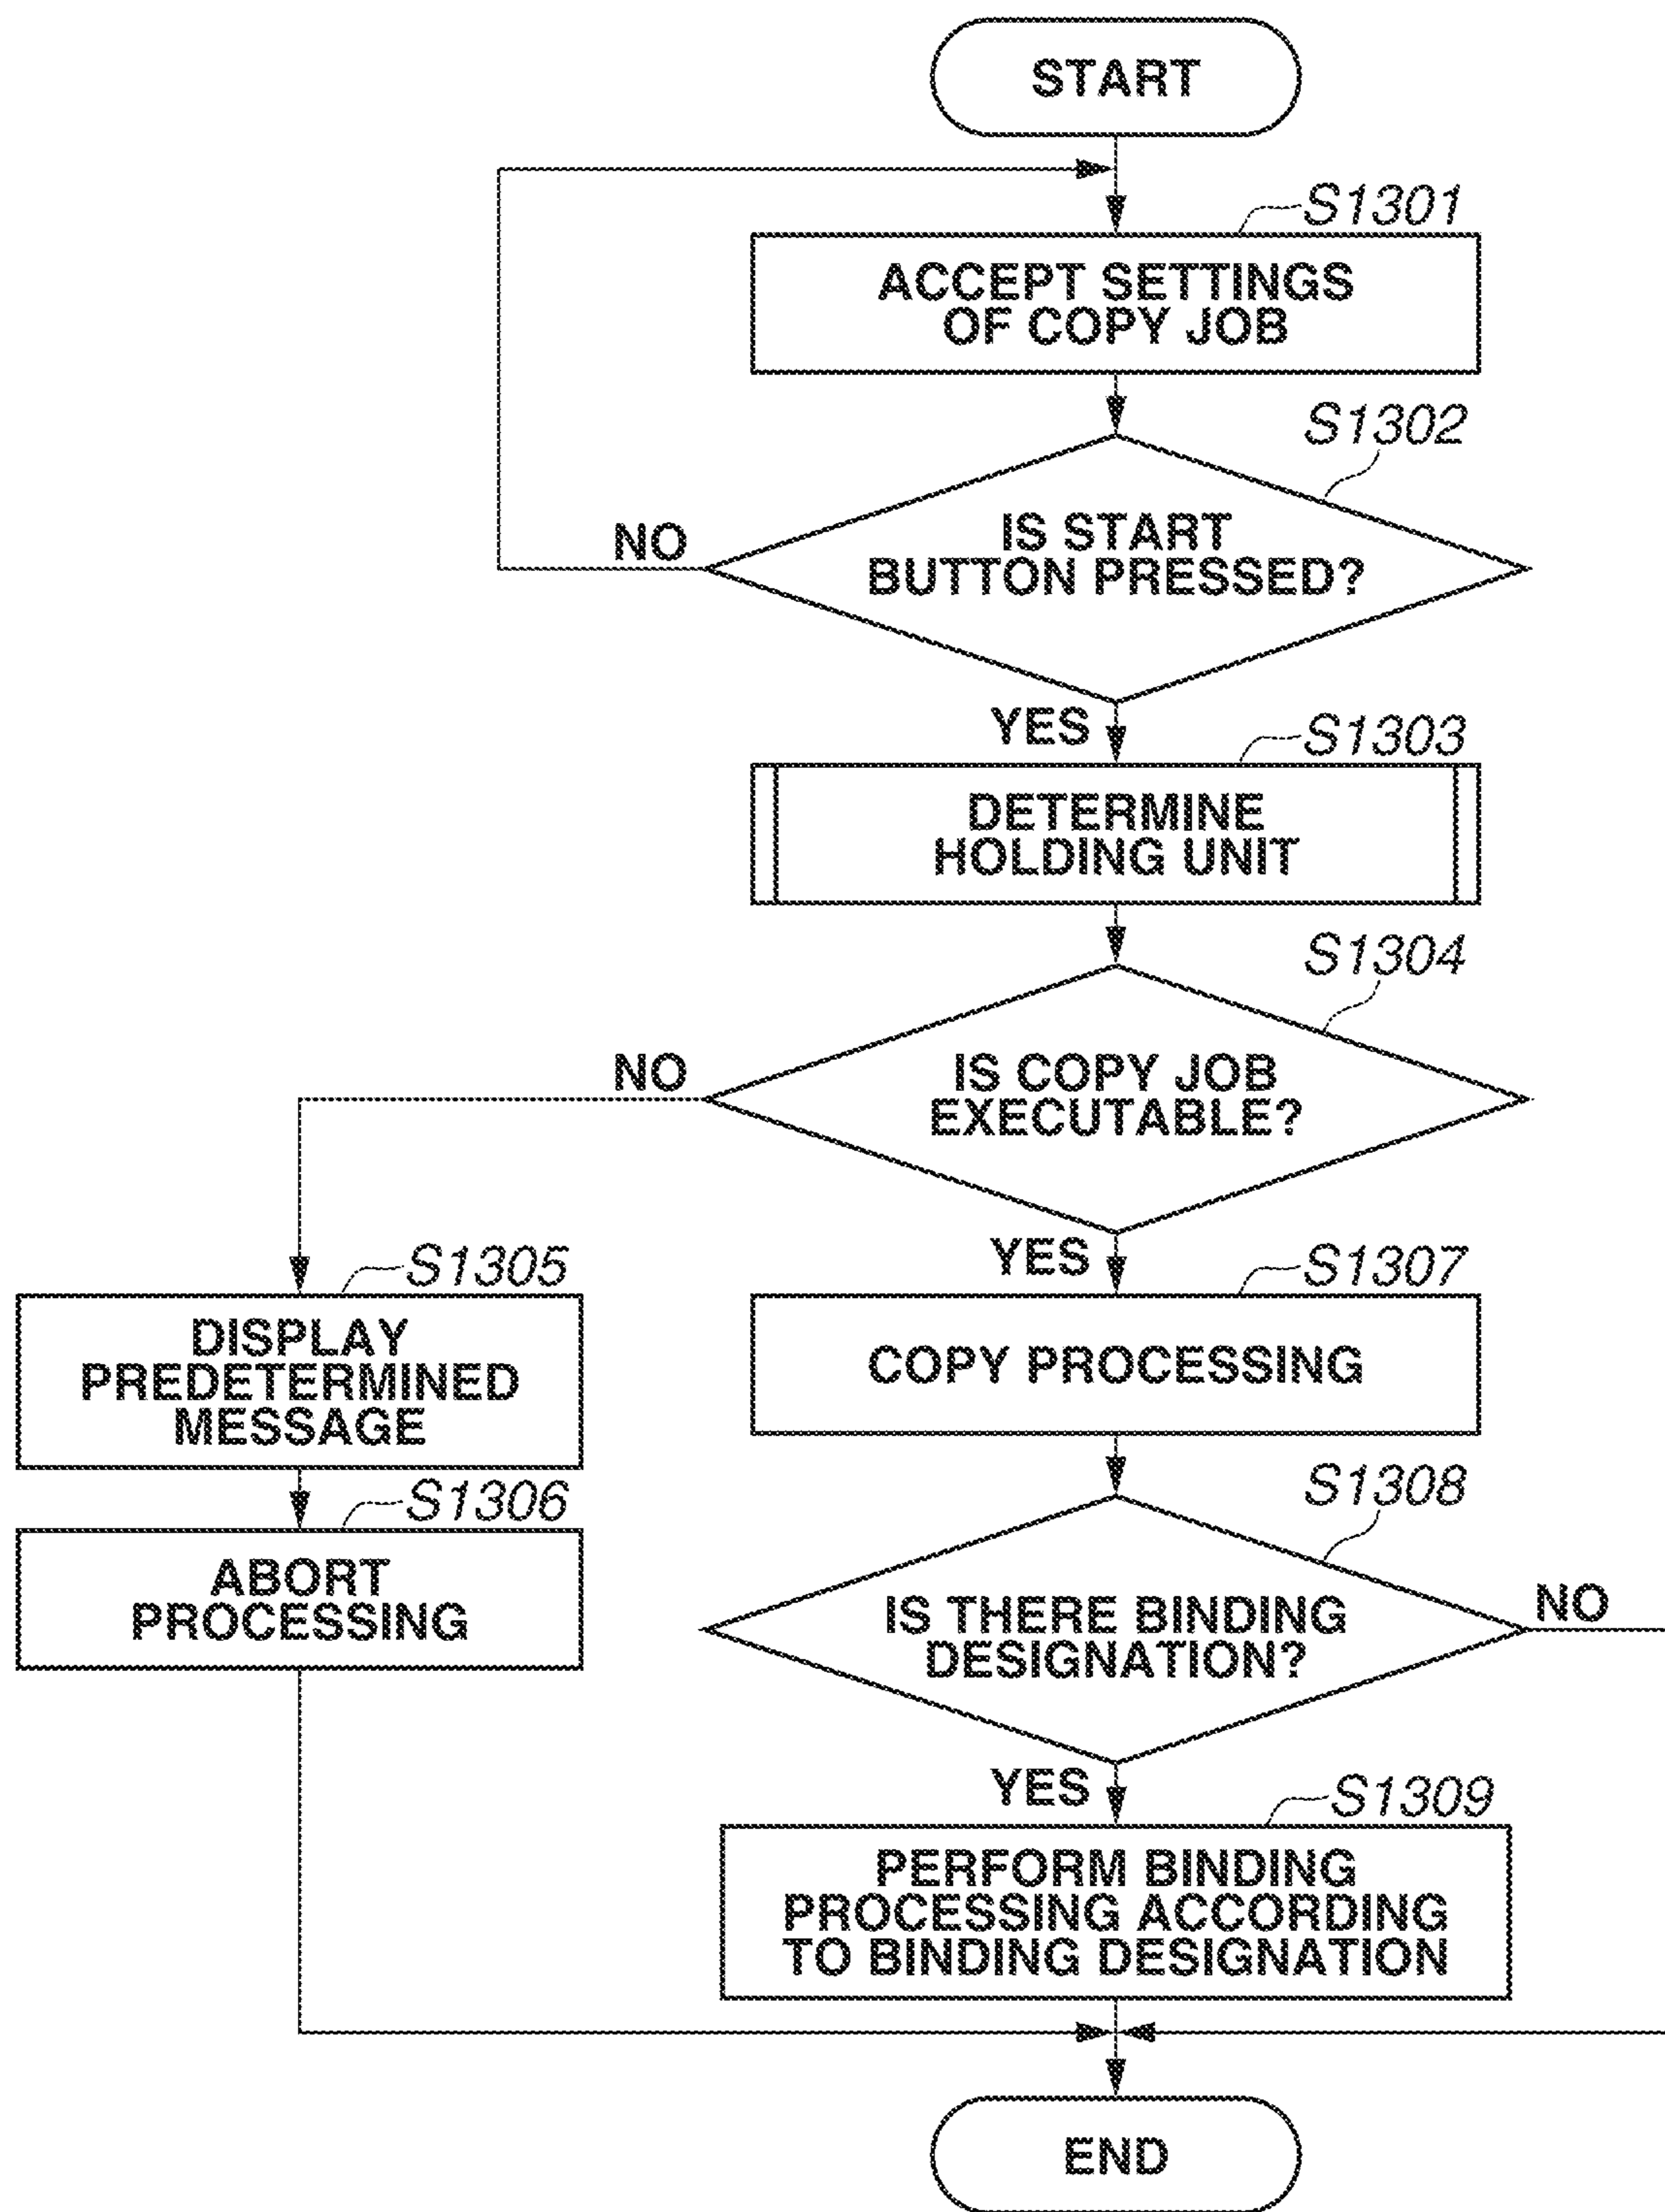 START
S1301
ACCEPT SETTINGS
OF COPY JOB
S1302
IS START
BUTTON PRESSED?
NO
YES
S1303
DETERMINE
HOLDING UNIT
S1304
IS COPY JOB
EXECUTABLE?
NO
YES
S1305
DISPLAY
PREDETERMINED
MESSAGE
S1306
ABORT
PROCESSING
S1307
COPY PROCESSING
S1308
IS THERE BINDING
DESIGNATION?
NO
YES
S1309
PERFORM BINDING
PROCESSING ACCORDING
TO BINDING DESIGNATION
END